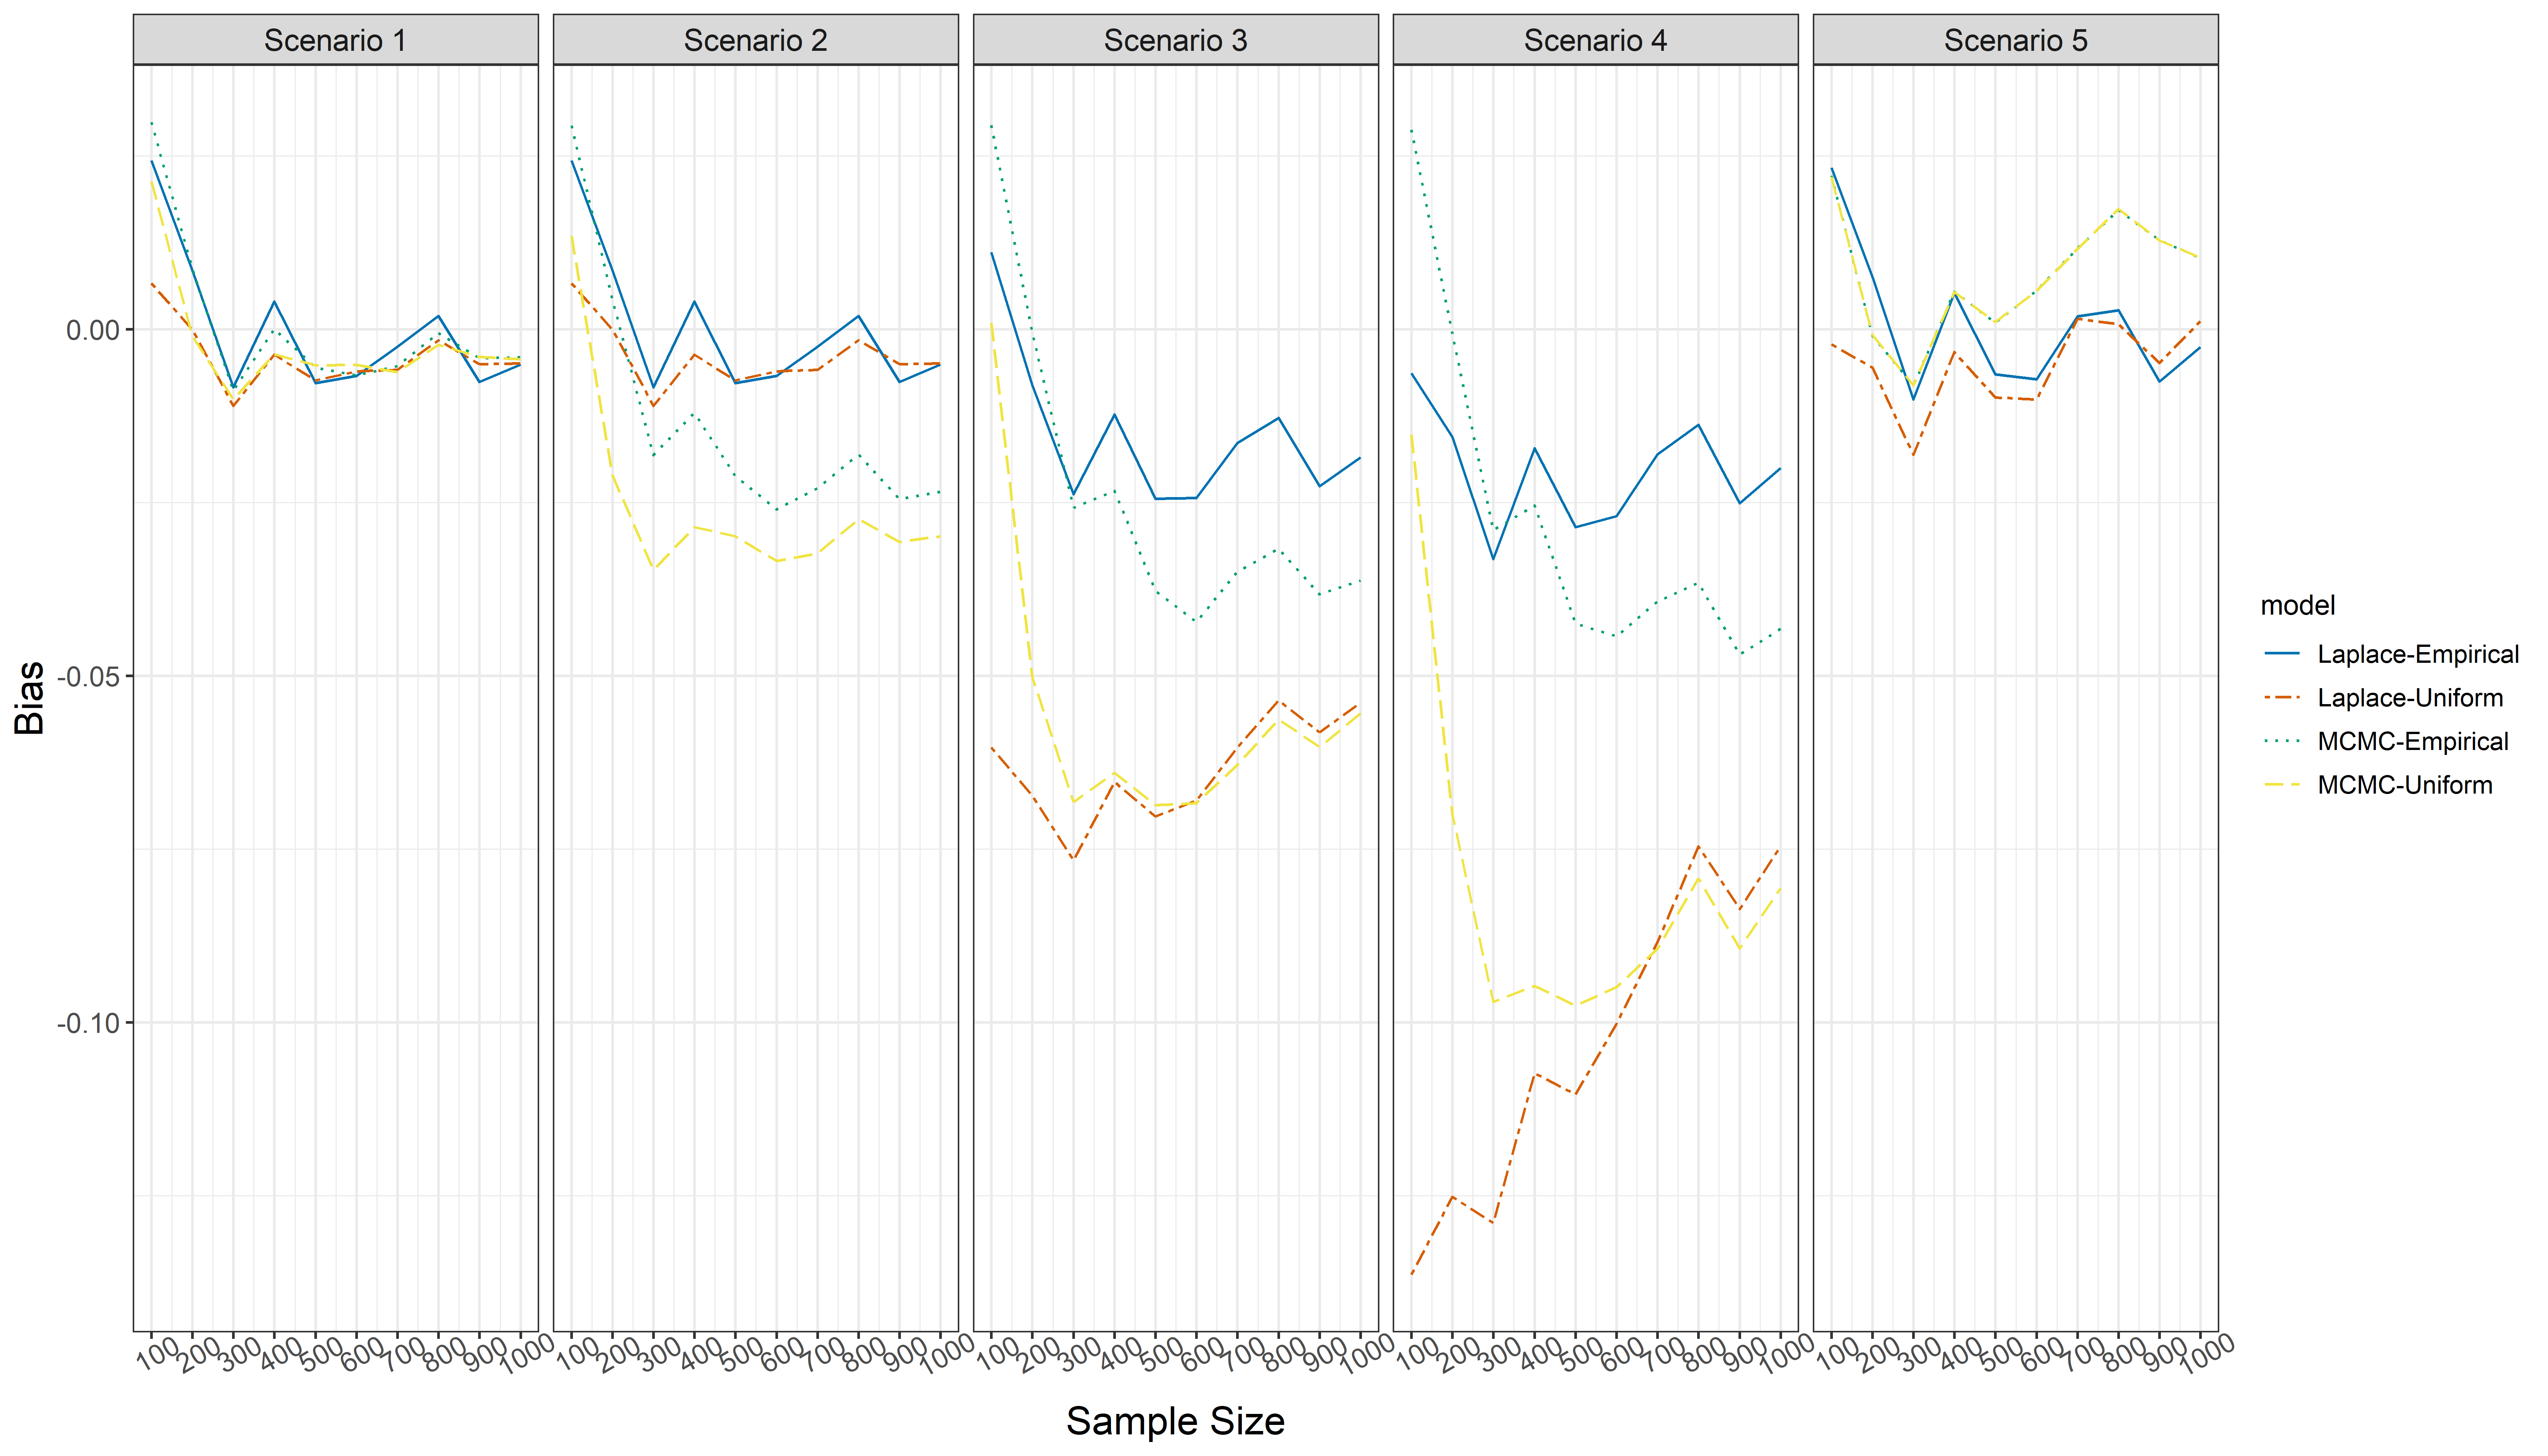 Scenario 1 Scenario 2 Scenario 3 Scenario 4 Scenario 5
0.00
-0.05
-0.10
Bias
100 200 300 400 500 600 700 800 900 1000 100 200 300 400 500 600 700 800 900 1000 100 200 300 400 500 600 700 800 900 1000 100 200 300 400 500 600 700 800 900 1000 100 200 300 400 500 600 700 800 900 1000
Sample Size
model
Laplace-Empirical
Laplace-Uniform
MCMC-Empirical
MCMC-Uniform